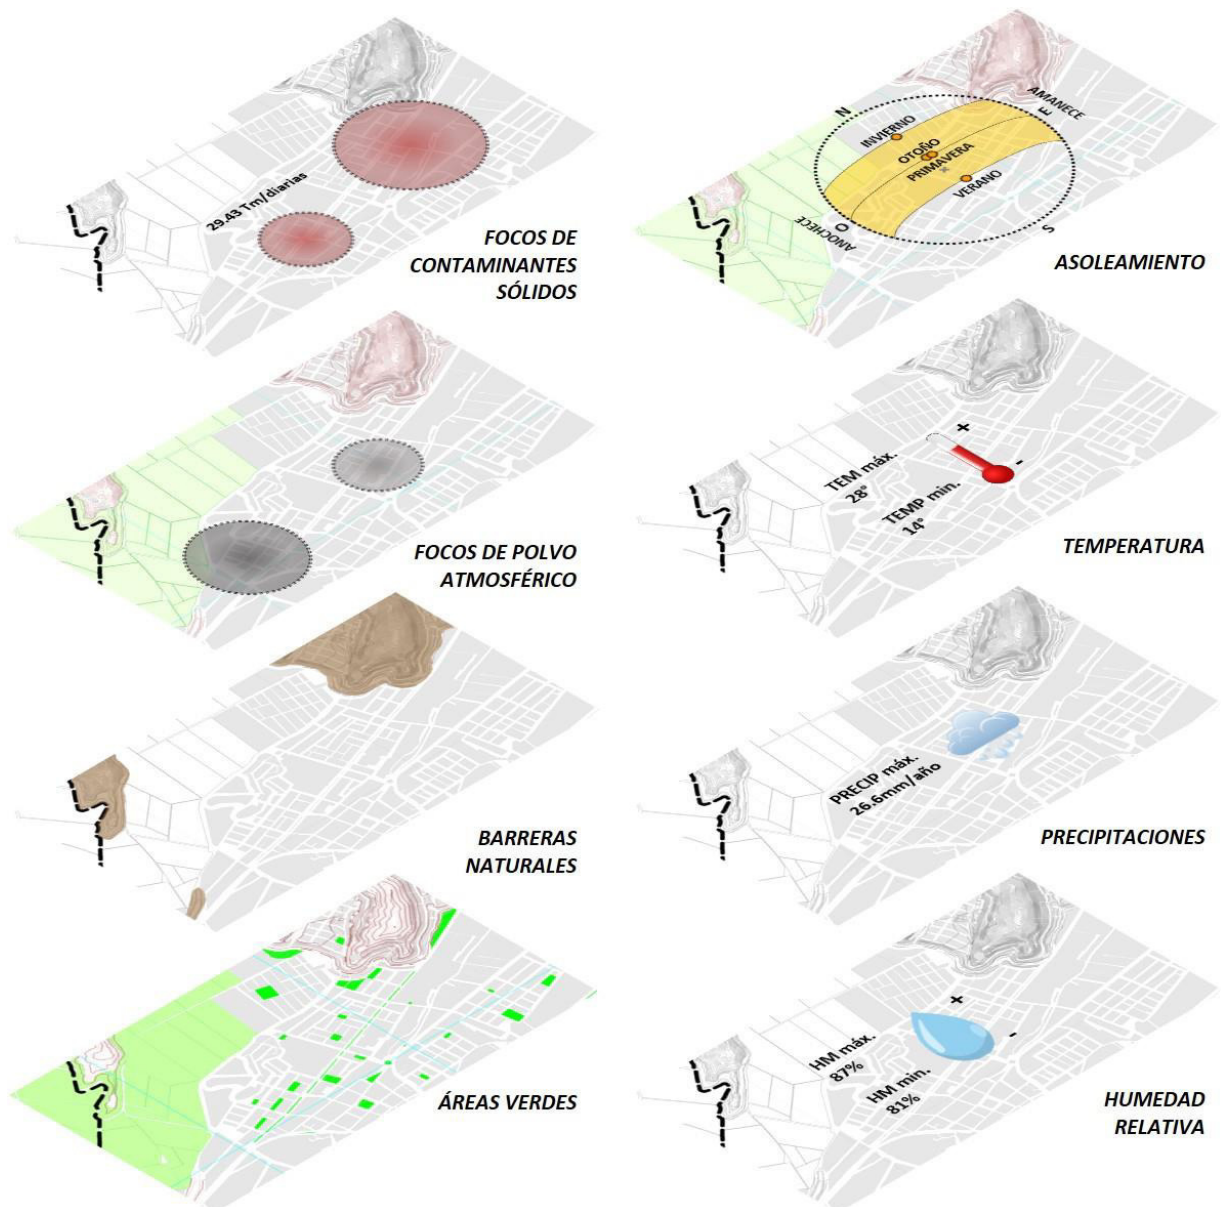 29.43 Tm/diarias
FOCOS DE
CONTAMINANTES
SÓLIDOS
N
AMANECE
E
INVIERNO
OTOÑO
PRIMAVERA
VERANO
O
ANOCHECE
S
ASOLEAMIENTO
FOCOS DE POLVO
ATMOSFÉRICO
+
-
TEM máx.
28°
TEMP min.
14°
TEMPERATURA
BARRERAS
NATURALES
PRECIP máx.
26.6mm/año
PRECIPITACIONES
ÁREAS VERDES
+
-
HM máx.
87%
HM min.
81%
HUMEDAD
RELATIVA